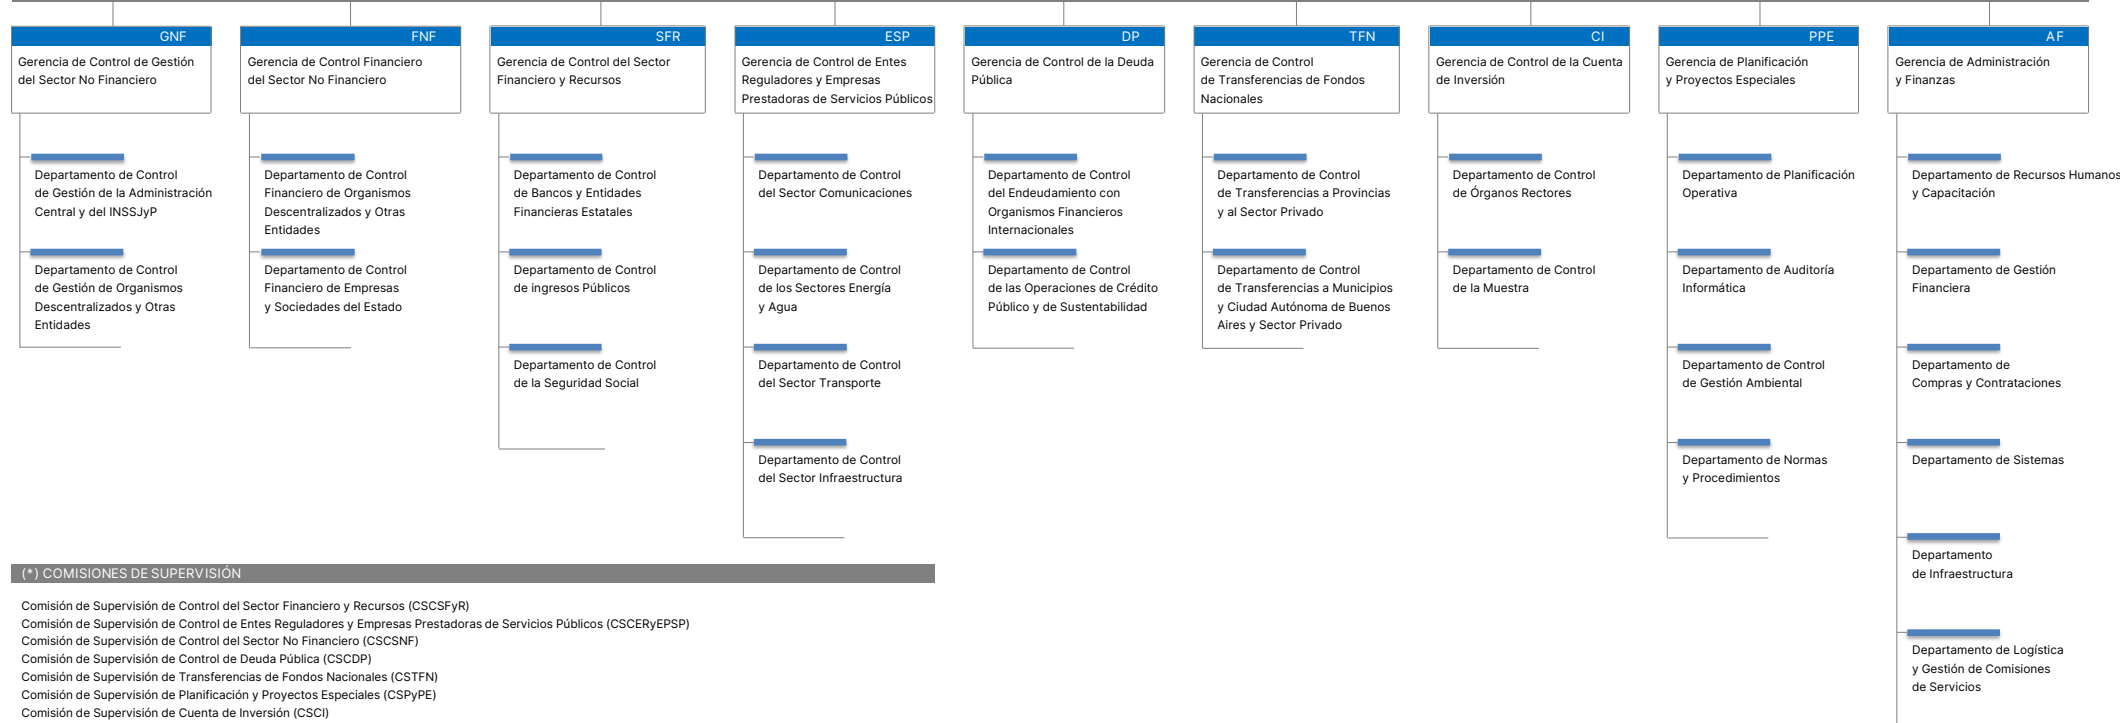 GNF
Gerencia de Control de Gestión
del Sector No Financiero
Departamento de Control
de Gestión de la Administración
Central y del INSSJyP
Departamento de Control
de Gestión de Organismos
Descentralizados y Otras
Entidades
FNF
Gerencia de Control Financiero
del Sector No Financiero
Departamento de Control
Financiero de Organismos
Descentralizados y Otras
Entidades
Departamento de Control
Financiero de Empresas
y Sociedades del Estado
SFR
Gerencia de Control del Sector
Financiero y Recursos
Departamento de Control
de Bancos y Entidades
Financieras Estatales
Departamento de Control
de ingresos Públicos
Departamento de Control
de la Seguridad Social
ESP
Gerencia de Control de Entes
Reguladores y Empresas
Prestadoras de Servicios Públicos
Departamento de Control
del Sector Comunicaciones
Departamento de Control
de los Sectores Energía
y Agua
Departamento de Control
del Sector Transporte
Departamento de Control
del Sector Infraestructura
DP
Gerencia de Control de la Deuda
Pública
Departamento de Control
del Endeudamiento con
Organismos Financieros
Internacionales
Departamento de Control
de las Operaciones de Crédito
Público y de Sustentabilidad
TFN
Gerencia de Control
de Transferencias de Fondos
Nacionales
Departamento de Control
de Transferencias a Provincias
y al Sector Privado
Departamento de Control
de Transferencias a Municipios
y Ciudad Autónoma de Buenos
Aires y Sector Privado
CI
Gerencia de Control de la Cuenta
de Inversión
Departamento de Control
de Órganos Rectores
Departamento de Control
de la Muestra
PPE
Gerencia de Planificación
y Proyectos Especiales
Departamento de Planificación
Operativa
Departamento de Auditoría
Informática
Departamento de Control
de Gestión Ambiental
Departamento de Normas
y Procedimientos
AF
Gerencia de Administración
y Finanzas
Departamento de Recursos Humanos
y Capacitación
Departamento de Gestión
Financiera
Departamento de
Compras y Contrataciones
Departamento de Sistemas
Departamento
de Infraestructura
Departamento de Logística
y Gestión de Comisiones
de Servicios
(*) COMISIONES DE SUPERVISIÓN
Comisión de Supervisión de Control del Sector Financiero y Recursos (CSCSFyR)
Comisión de Supervisión de Control de Entes Reguladores y Empresas Prestadoras de Servicios Públicos (CSCERyEPSP)
Comisión de Supervisión de Control del Sector No Financiero (CSCSNF)
Comisión de Supervisión de Control de Deuda Pública (CSCDP)
Comisión de Supervisión de Transferencias de Fondos Nacionales (CSTFN)
Comisión de Supervisión de Planificación y Proyectos Especiales (CSPyPE)
Comisión de Supervisión de Cuenta de Inversión (CSCI)